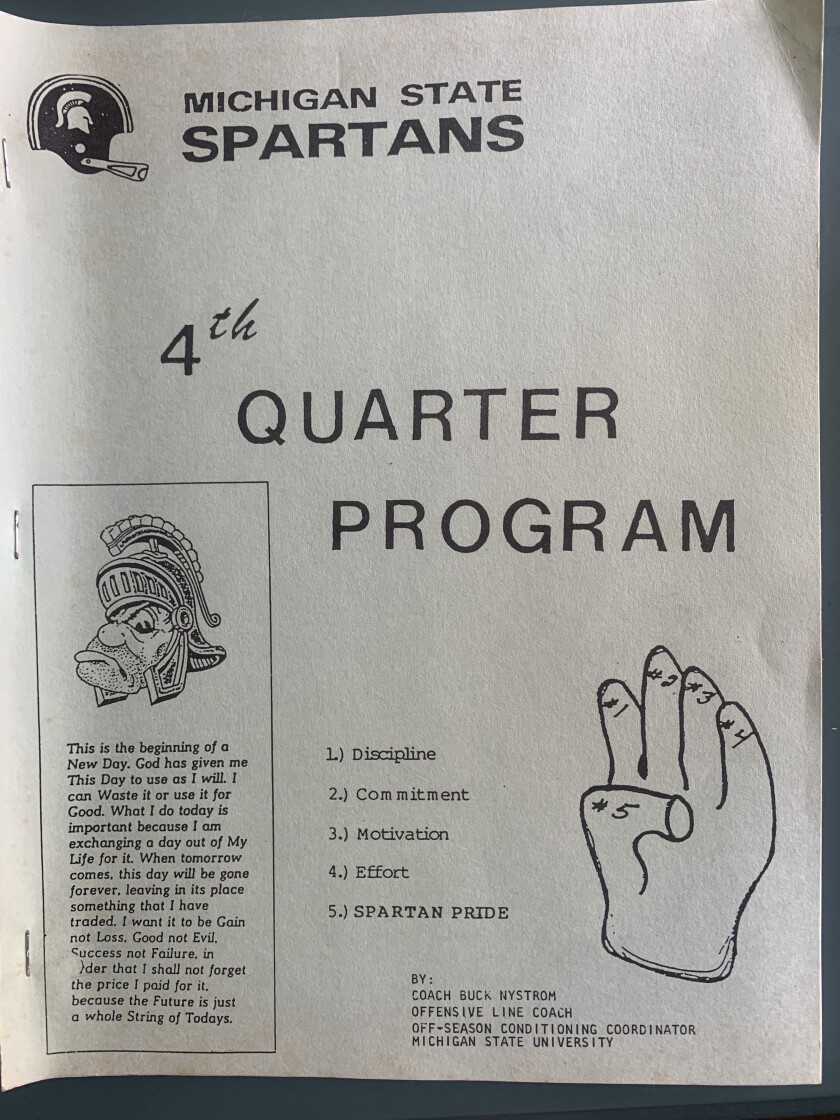 MICHIGAN STATE
SPARTANS
4th
QUARTER
PROGRAM
This is the beginning of a
New Day. God has given me
This Day to use as I will. I
can Waste it or use it for
Good. What I do today is
important because I am
exchanging a day out of My
Life for it. When tomorrow
comes, this day will be gone
forever, leaving in its place
something that I have
traded. I want it to be Gain
not Loss, Good not Evil,
Success not Failure, in
der that I shall not forget
the price I paid for it,
because the Future is just
a whole String of Todays.
1.) Discipline
2.) Commitment
3.) Motivation
4.) Effort
5.) SPARTAN PRIDE
#1
#2
#3
#4
#5
BY:
COACH BUCK NYSTROM
OFFENSIVE LINE COACH
OFF-SEASON CONDITIONING COORDINATOR
MICHIGAN STATE UNIVERSITY